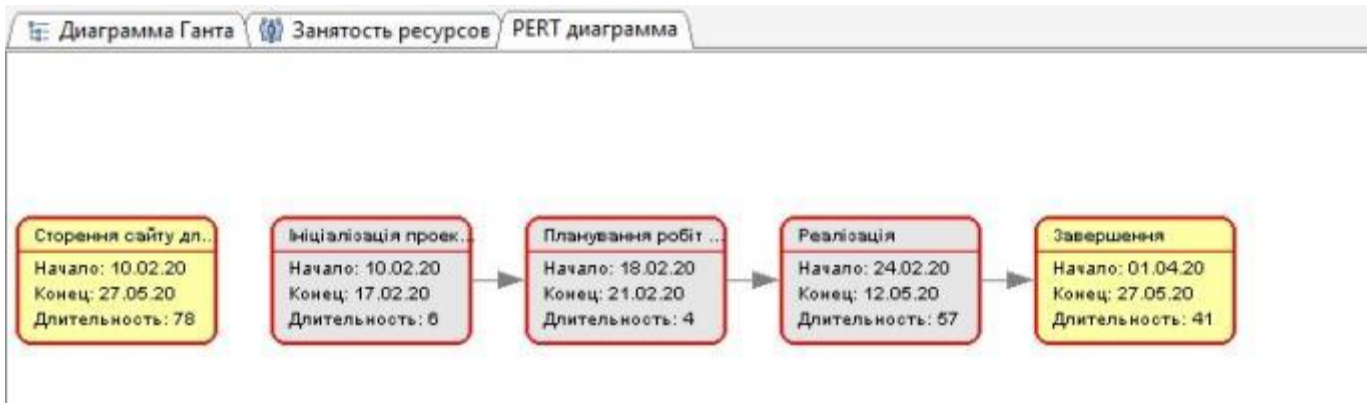 Диаграмма Ганта
Занятость ресурсов
PERT диаграмма
Сторення сайту дл..
Начало: 10.02.20
Конец: 27.05.20
Длительность: 78
Ініціалізація проек...
Начало: 10.02.20
Конец: 17.02.20
Длительность: 6
Планування робіт ...
Начало: 18.02.20
Конец: 21.02.20
Длительность: 4
Реалізація
Начало: 24.02.20
Конец: 12.05.20
Длительность: 57
Завершення
Начало: 01.04.20
Конец: 27.05.20
Длительность: 41